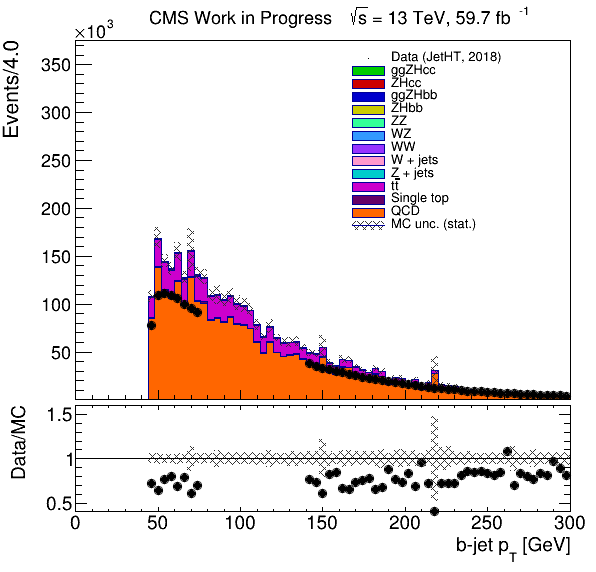 CMS Work in Progress √s = 13 TeV, 59.7 fb⁻¹
×10³
Events/4.0
350
300
250
200
150
100
50
Data (JetHT, 2018)
ggZHcc
ZHcc
ggZHbb
ZHbb
ZZ
WZ
WW
W + jets
Z + jets
tt̅
Single top
QCD
MC unc. (stat.)
Data/MC
1.5
1
0.5
0 50 100 150 200 250 300
b-jet p_T [GeV]